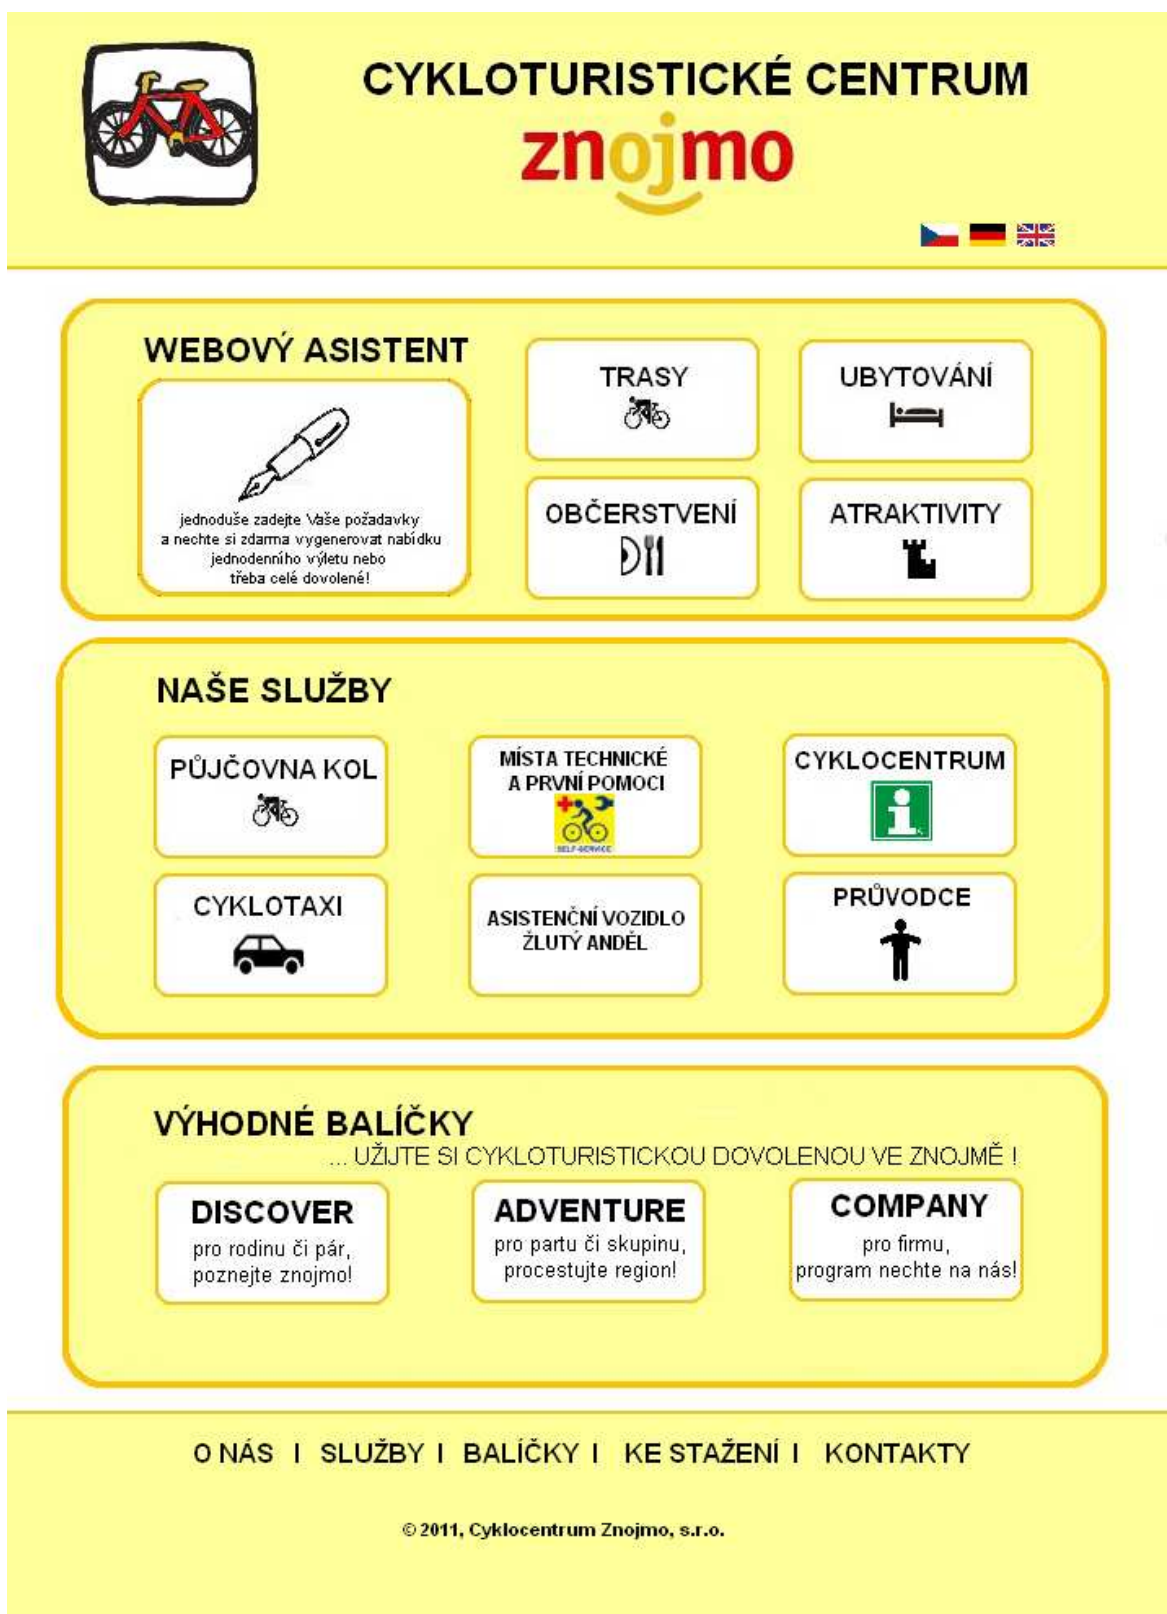 CYKLOTURISTICKÉ CENTRUM
znojmo
WEBOVÝ ASISTENT
jednoduše zadejte Vaše požadavky
a nechte si zdarma vygenerovat nabídku
jednodenního výletu nebo
třeba celé dovolené!
TRASY
UBYTOVÁNÍ
OBČERSTVENÍ
ATRAKTIVITY
NAŠE SLUŽBY
PŮJČOVNA KOL
MÍSTA TECHNICKÉ
A PRVNÍ POMOCI
SELF-SERVICE
CYKLOCENTRUM
CYKLOTAXI
ASISTENČNÍ VOZIDLO
ŽLUTÝ ANDĚL
PRŮVODCE
VÝHODNÉ BALÍČKY
... UŽIJTE SI CYKLOTURISTICKOU DOVOLENOU VE ZNOJMĚ !
DISCOVER
pro rodinu či pár,
poznejte znojmo!
ADVENTURE
pro partu či skupinu,
procestujte region!
COMPANY
pro firmu,
program nechte na nás!
O NÁS I SLUŽBY I BALÍČKY I KE STAŽENÍ I KONTAKTY
© 2011, Cyklocentrum Znojmo, s.r.o.